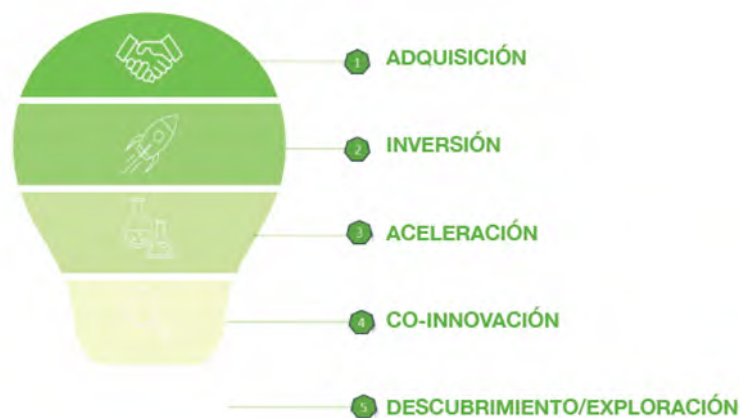 1 ADQUISICIÓN
2 INVERSIÓN
3 ACELERACIÓN
4 CO-INNOVACIÓN
5 DESCUBRIMIENTO/EXPLORACIÓN